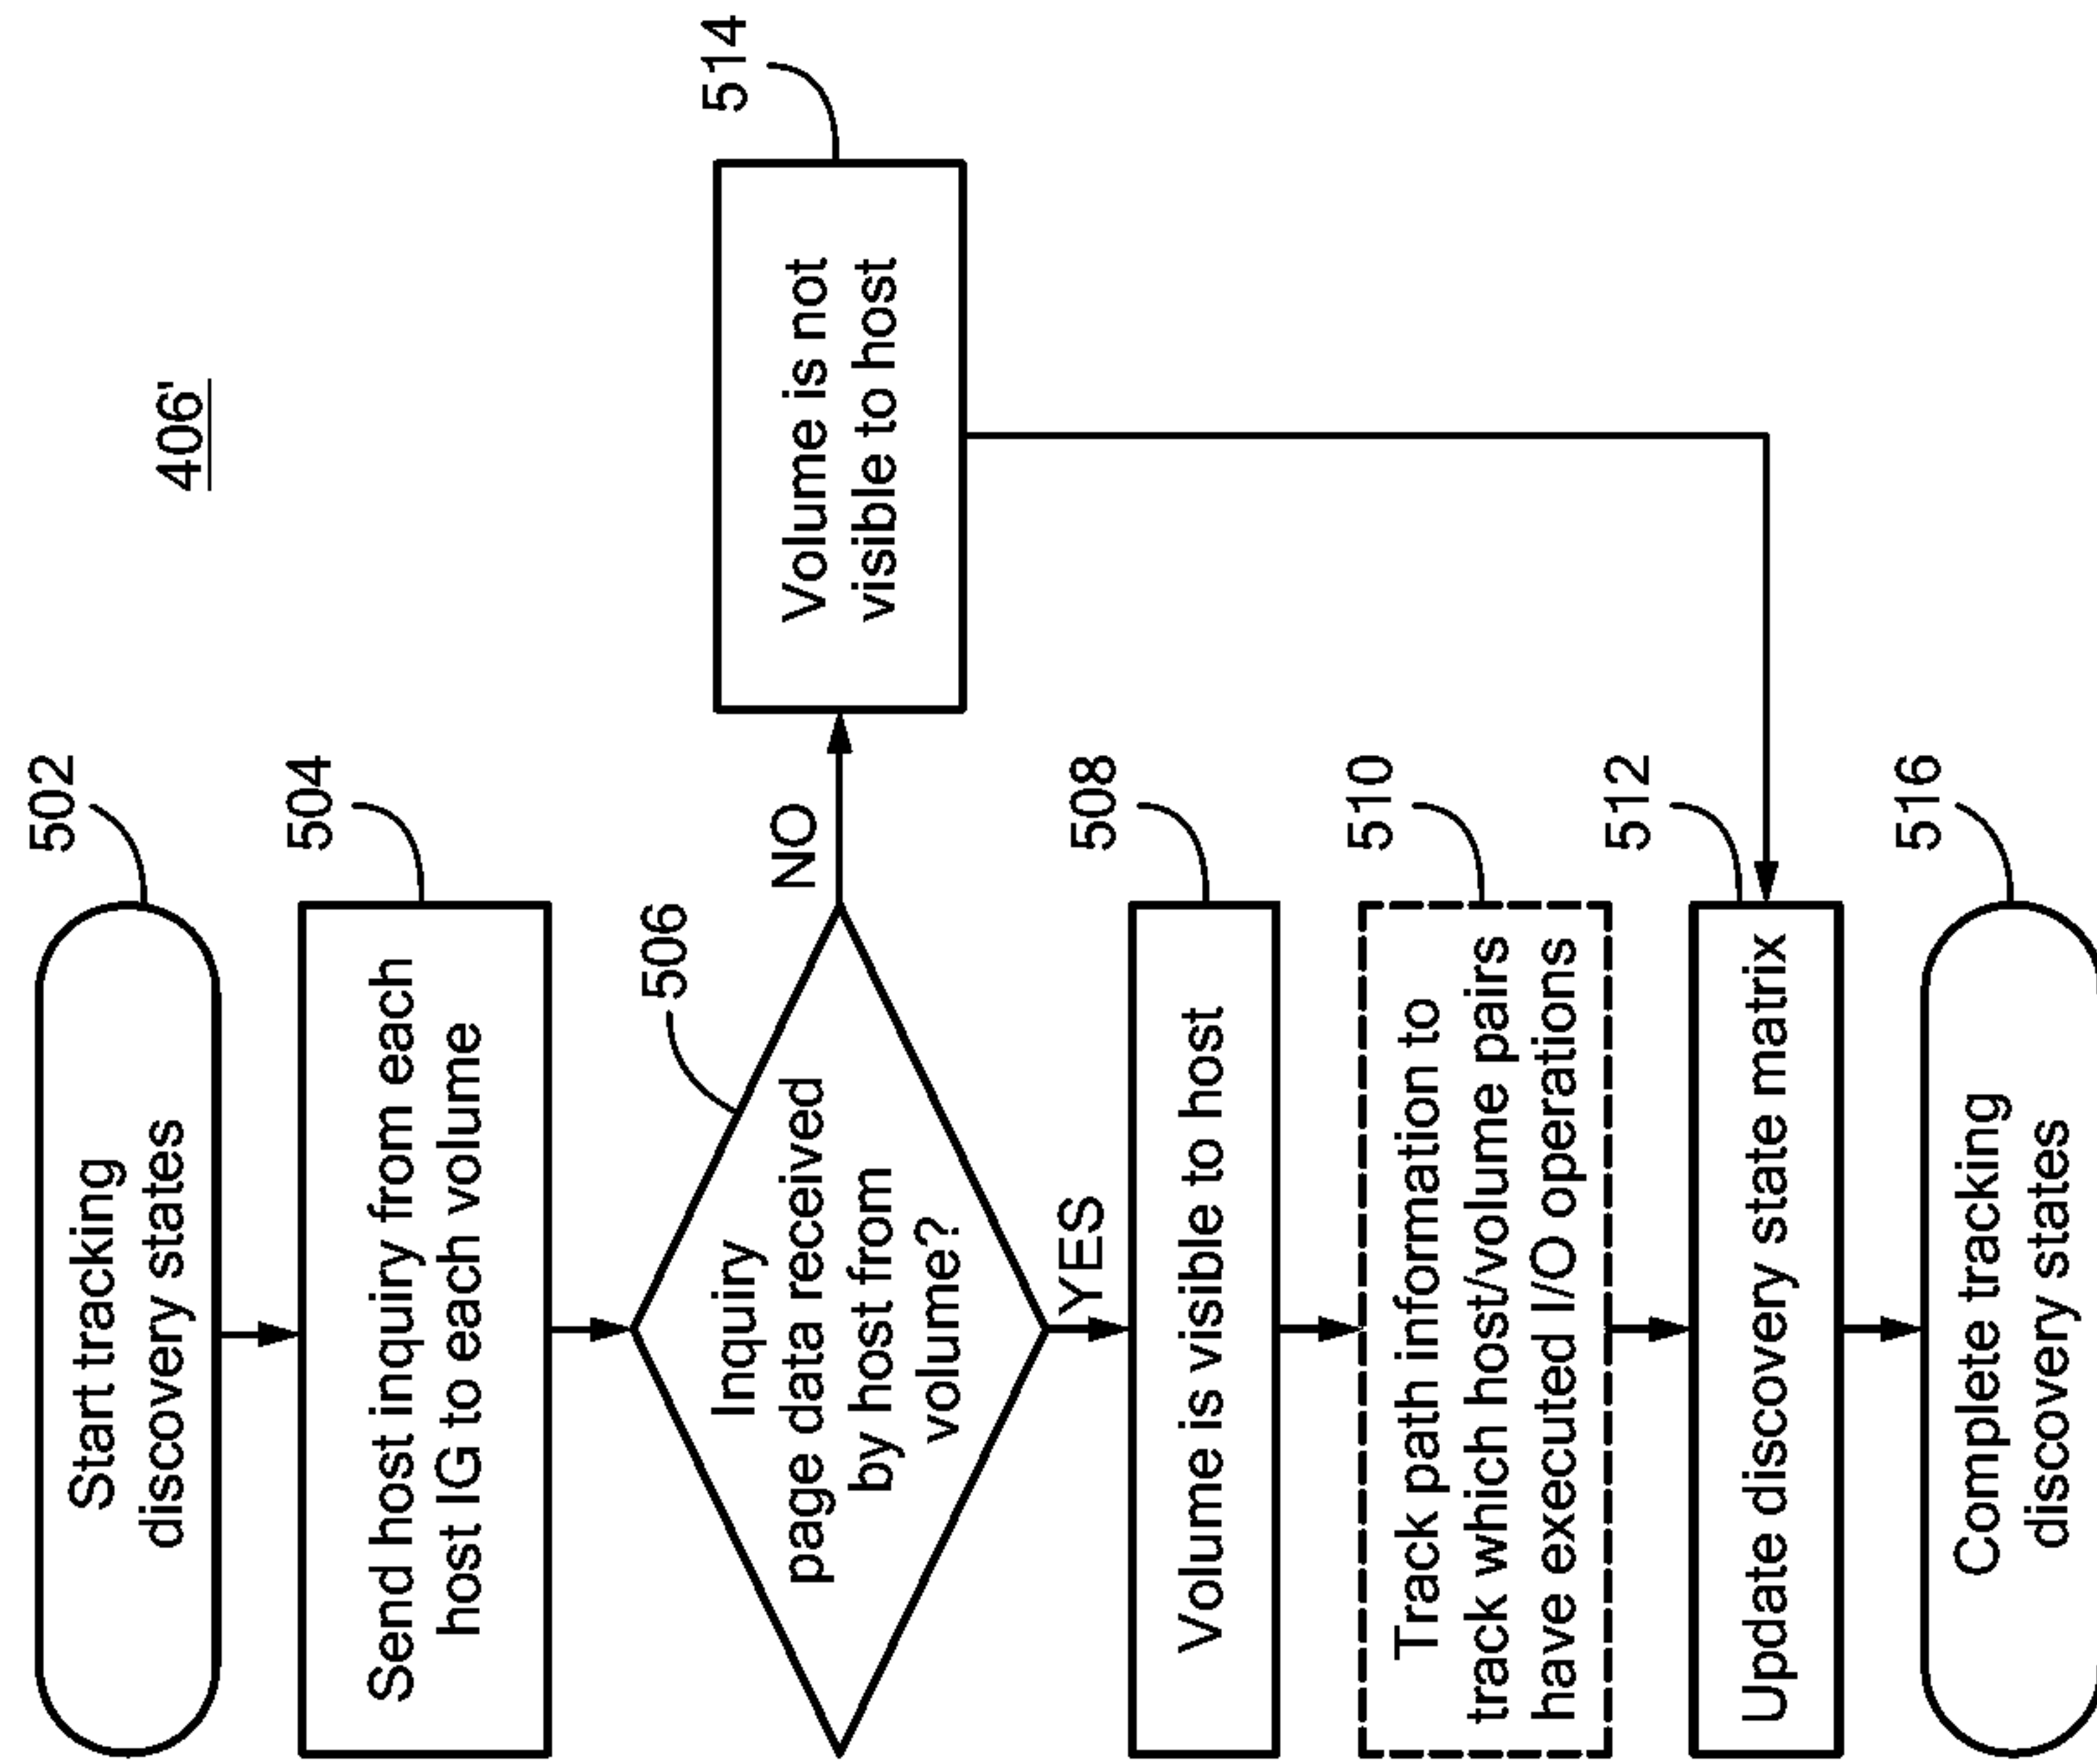 406'
502
Start tracking
discovery states
504
Send host inquiry from each
host IG to each volume
506
Inquiry
page data received
by host from
volume?
NO
514
Volume is not
visible to host
YES
508
Volume is visible to host
510
Track path information to
track which host/volume pairs
have executed I/O operations
512
Update discovery state matrix
516
Complete tracking
discovery states